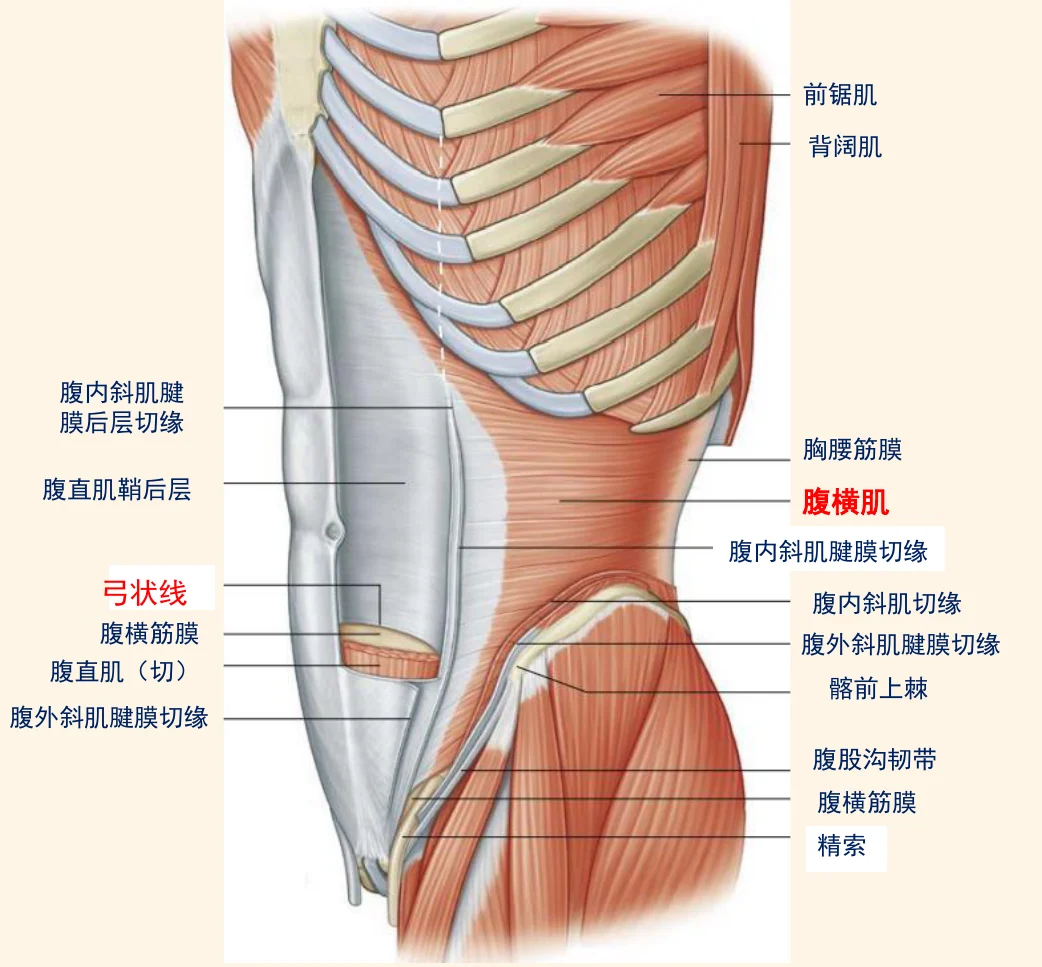 前锯肌
背阔肌
腹内斜肌腱
膜后层切缘
腹直肌鞘后层
弓状线
腹横筋膜
腹直肌（切）
腹外斜肌腱膜切缘
胸腰筋膜
腹横肌
腹内斜肌腱膜切缘
腹内斜肌切缘
腹外斜肌腱膜切缘
髂前上棘
腹股沟韧带
腹横筋膜
精索